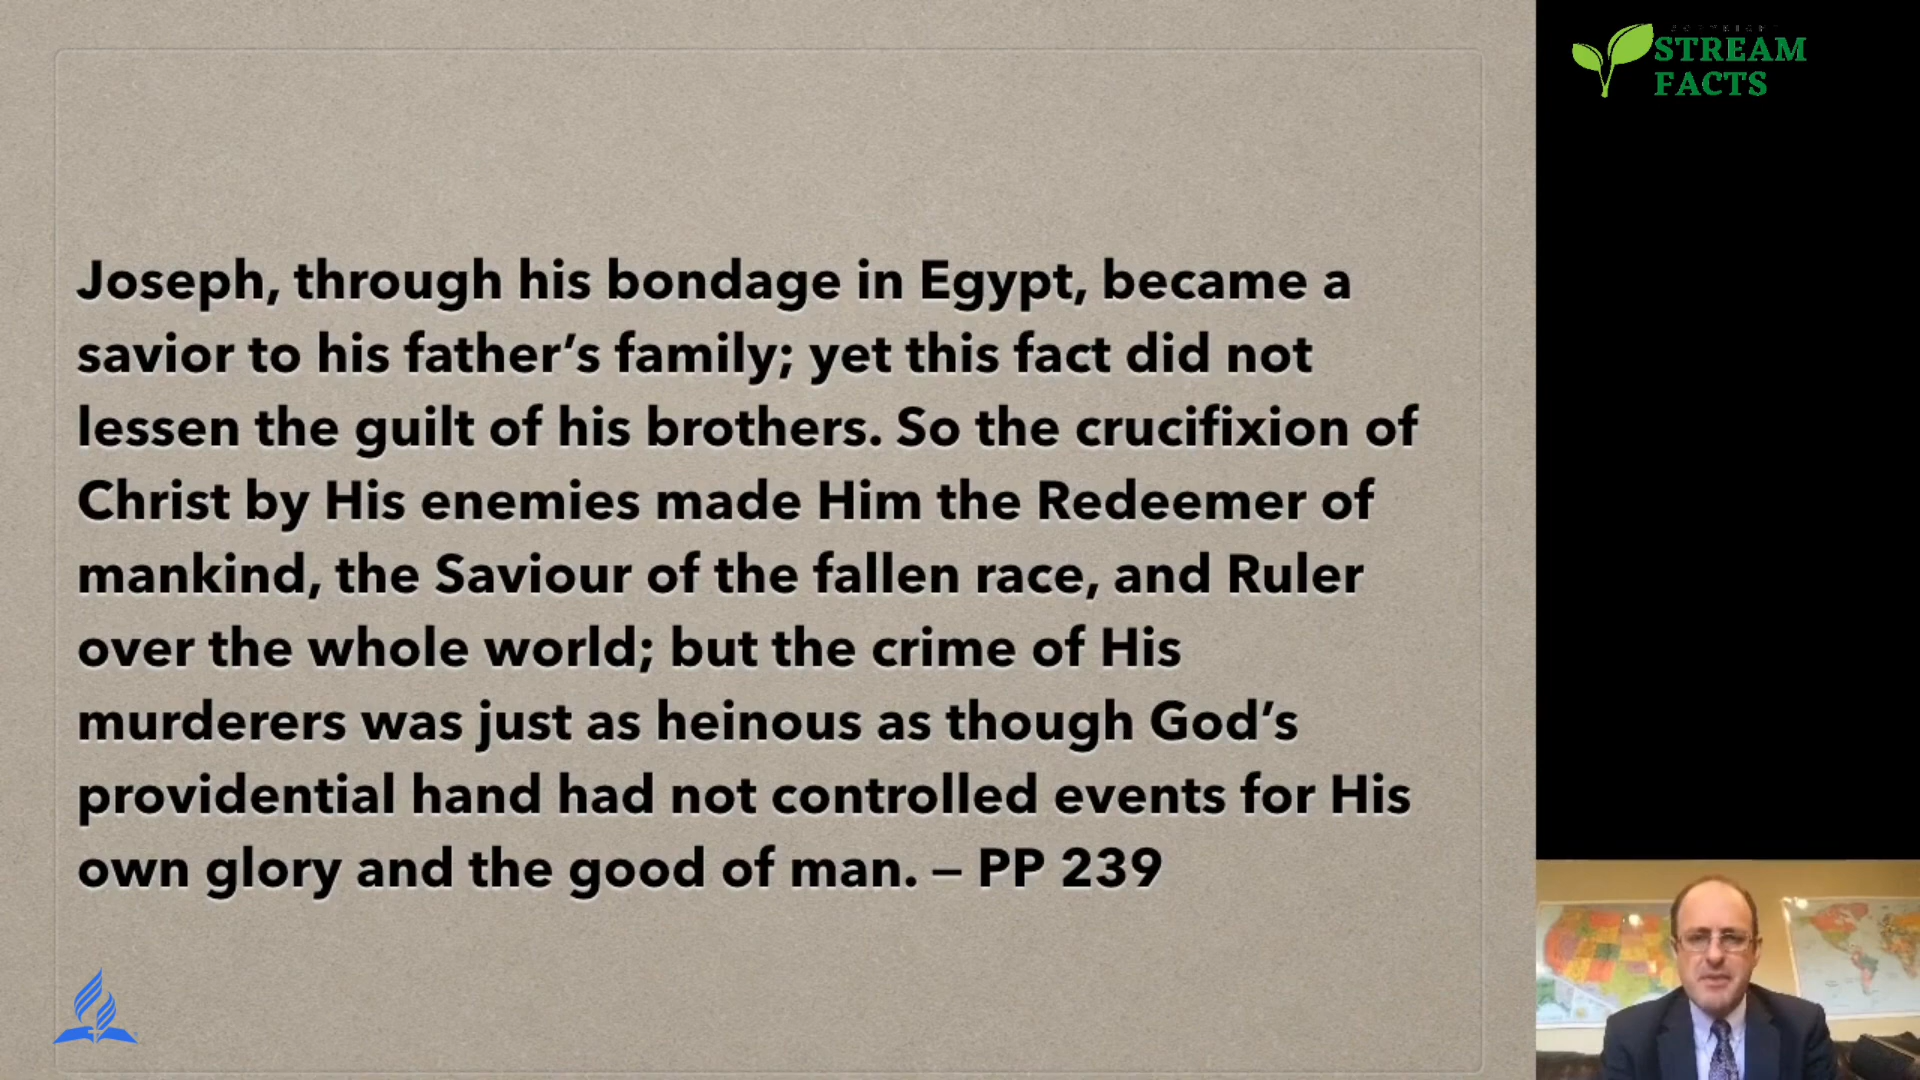 Joseph, through his bondage in Egypt, became a
savior to his father’s family; yet this fact did not
lessen the guilt of his brothers. So the crucifixion of
Christ by His enemies made Him the Redeemer of
mankind, the Saviour of the fallen race, and Ruler
over the whole world; but the crime of His
murderers was just as heinous as though God’s
providential hand had not controlled events for His
own glory and the good of man. – PP 239
STREAM
FACTS